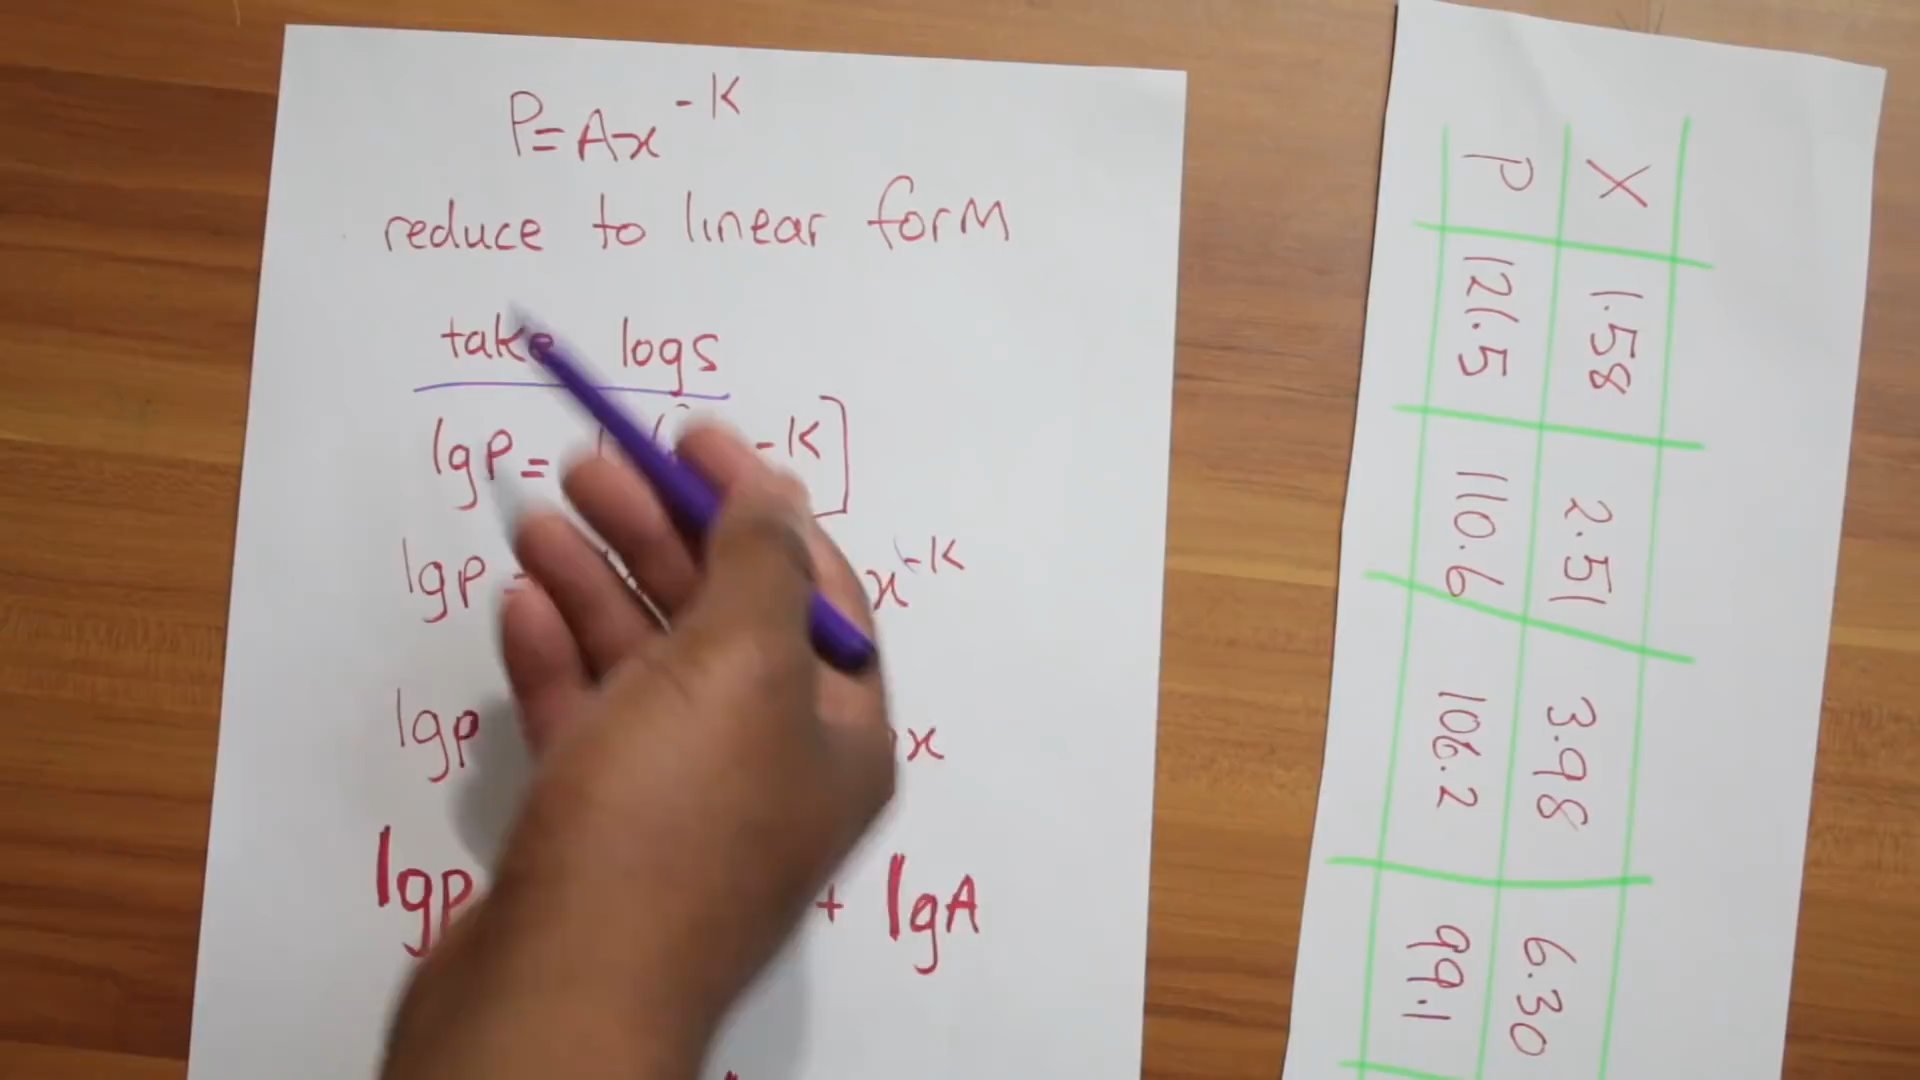 P=Ax^-K
reduce to linear form
take logs
lgP= -K]
lgP x^-K
lgP x
lgP + lgA
X 1.58 2.51 3.98 6.30
P 121.5 110.6 106.2 99.1